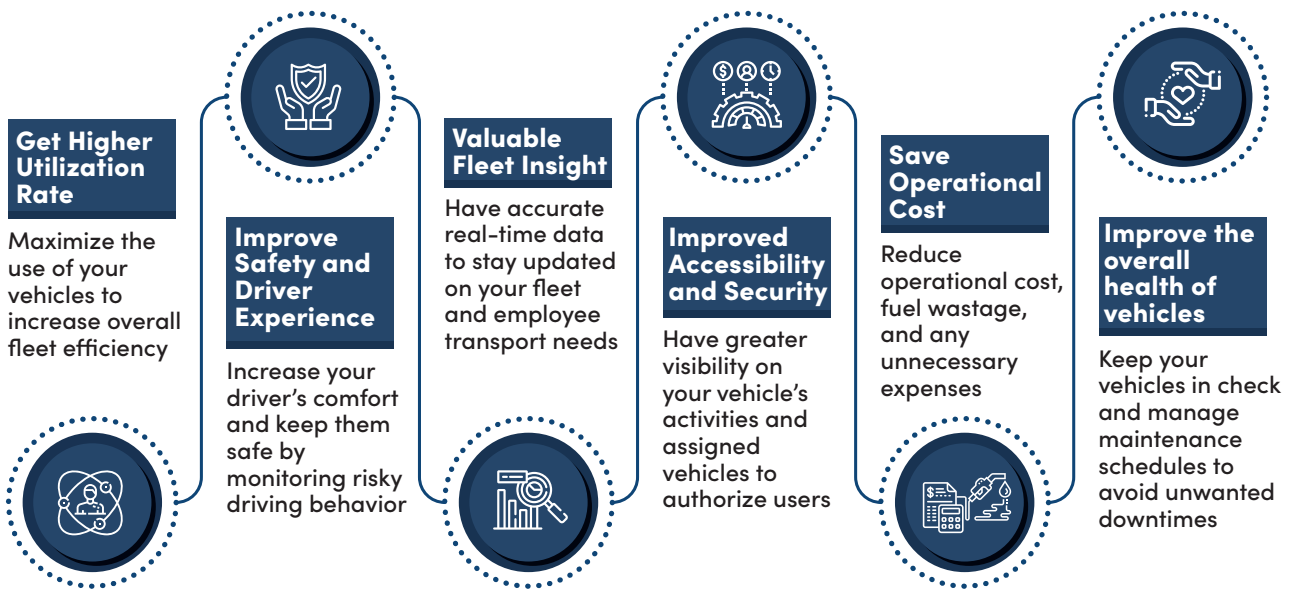 Get Higher
Utilization
Rate
Maximize the
use of your
vehicles to
increase overall
fleet efficiency
Improve
Safety and
Driver
Experience
Increase your
driver's comfort
and keep them
safe by
monitoring risky
driving behavior
Valuable
Fleet Insight
Have accurate
real-time data
to stay updated
on your fleet
and employee
transport needs
Improved
Accessibility
and Security
Have greater
visibility on
your vehicle's
activities and
assigned
vehicles to
authorize users
Save
Operational
Cost
Reduce
operational cost,
fuel wastage,
and any
unnecessary
expenses
Improve the
overall
health of
vehicles
Keep your
vehicles in check
and manage
maintenance
schedules to
avoid unwanted
downtimes